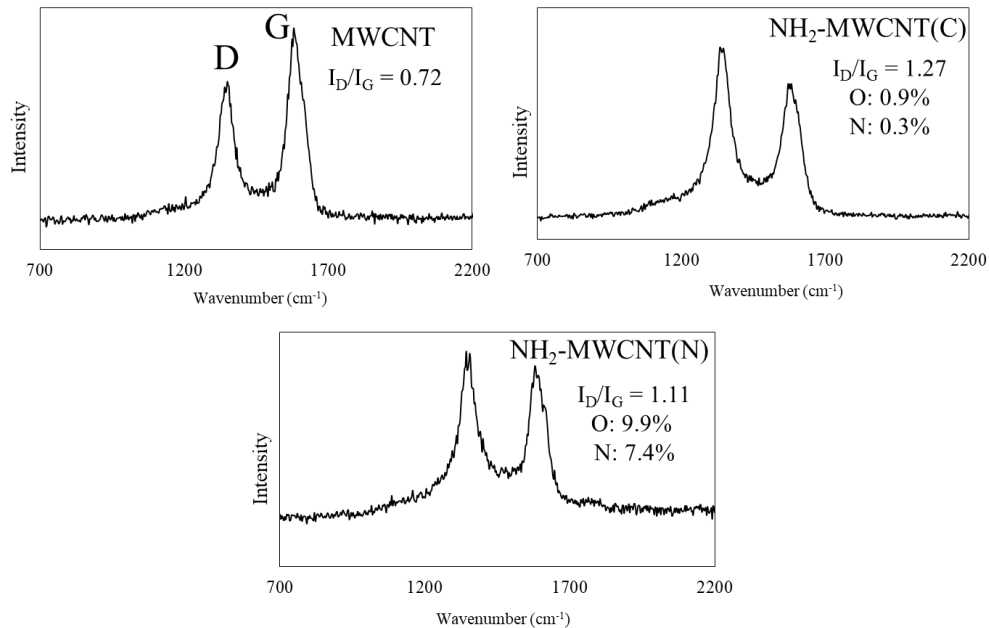 D
G
MWCNT
I_D/I_G = 0.72
Intensity
700
1200
1700
2200
Wavenumber (cm⁻¹)
NH₂-MWCNT(C)
I_D/I_G = 1.27
O: 0.9%
N: 0.3%
Intensity
700
1200
1700
2200
Wavenumber (cm⁻¹)
NH₂-MWCNT(N)
I_D/I_G = 1.11
O: 9.9%
N: 7.4%
Intensity
700
1200
1700
2200
Wavenumber (cm⁻¹)